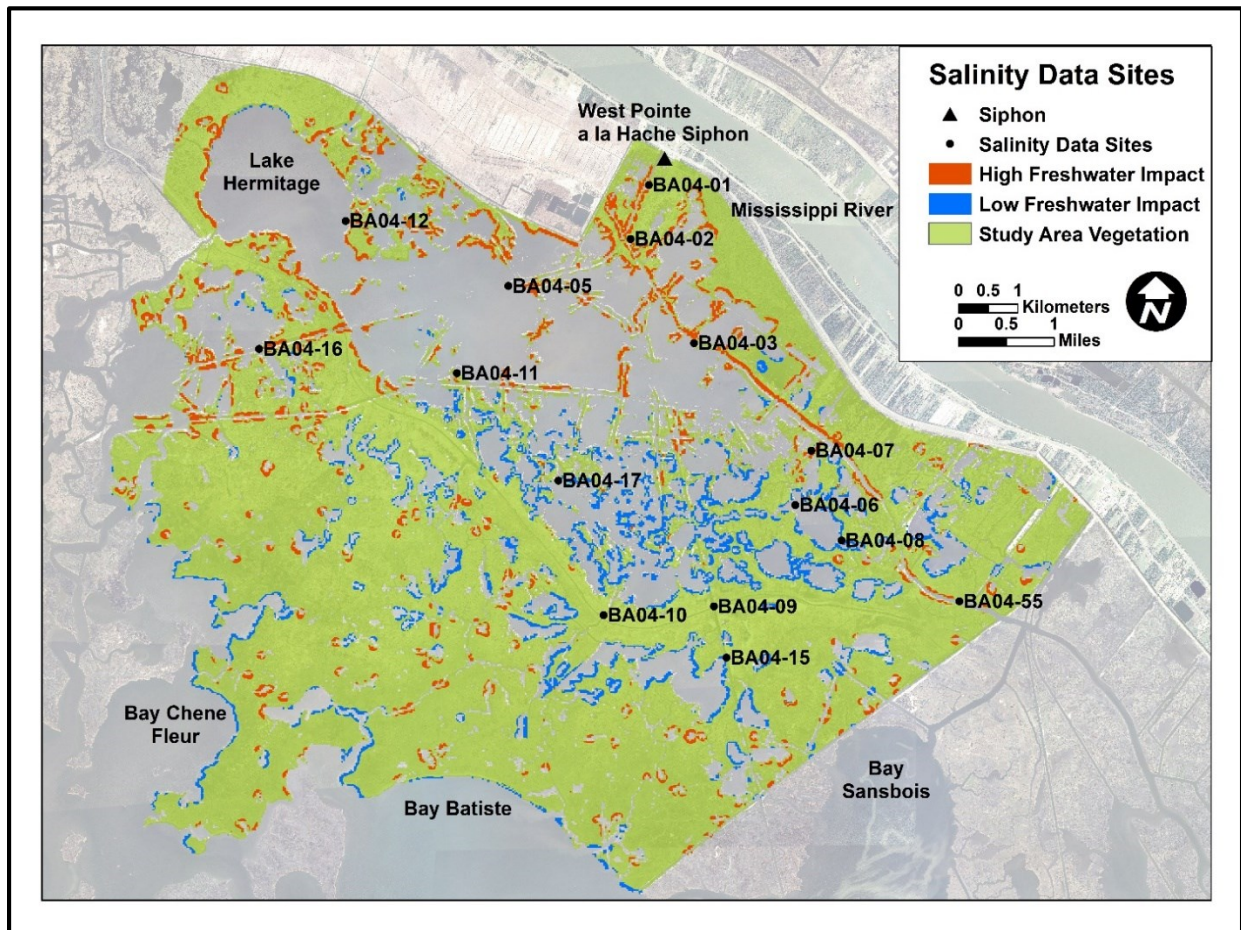 Salinity Data Sites
Siphon
Salinity Data Sites
High Freshwater Impact
Low Freshwater Impact
Study Area Vegetation
0 0.5 1
Kilometers
0 0.5 1
Miles
N
West Pointe
a la Hache Siphon
Lake
Hermitage
BA04-01
Mississippi River
BA04-12
BA04-02
BA04-05
BA04-03
BA04-16
BA04-11
BA04-07
BA04-17
BA04-06
BA04-08
BA04-55
BA04-09
BA04-10
BA04-15
Bay Chene
Fleur
Bay Batiste
Bay
Sansbois